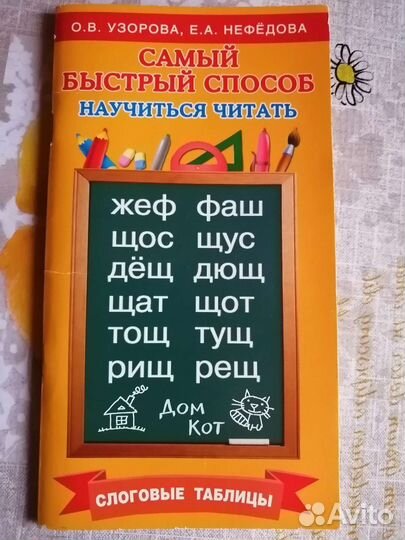 О.В. УЗОРОВА, Е.А. НЕФЁДОВА
САМЫЙ
БЫСТРЫЙ СПОСОБ
НАУЧИТЬСЯ ЧИТАТЬ
жеф фаш
щос щус
дёщ дющ
щат щот
тощ тущ
рищ рещ
Дом
Кот
СЛОГОВЫЕ ТАБЛИЦЫ
Avito